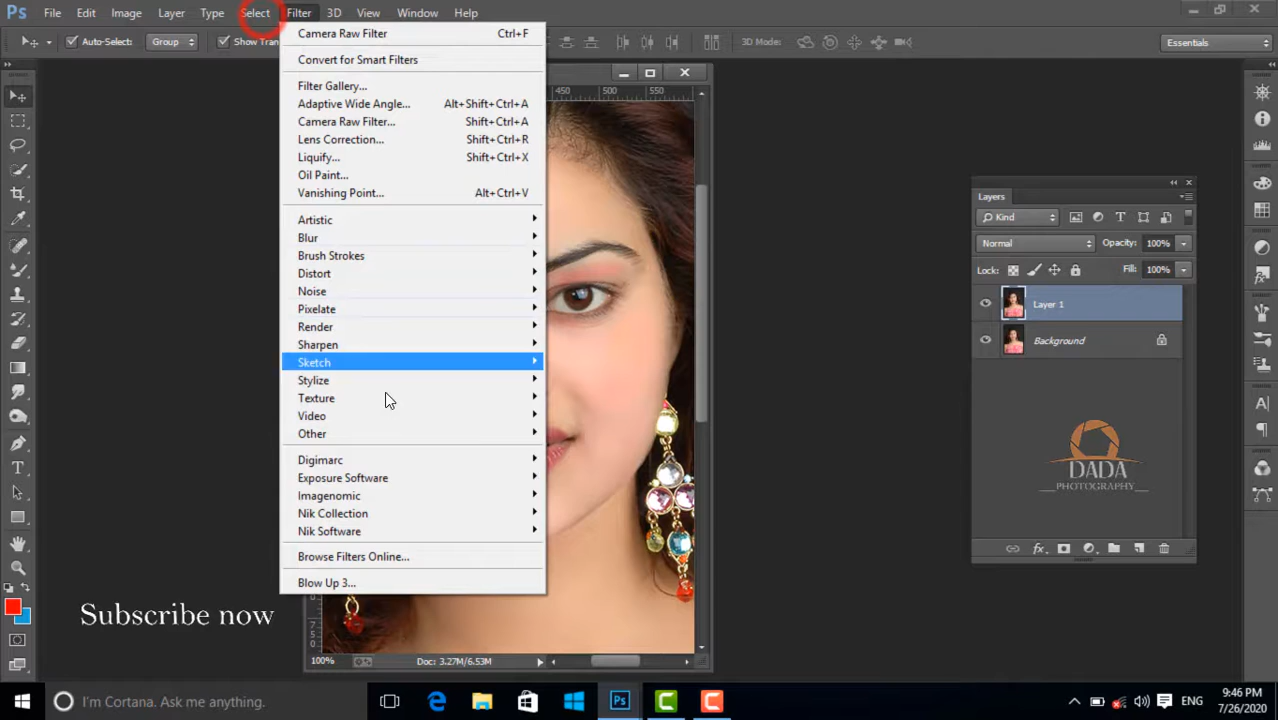 Ps File Edit Image Layer Type Select Filter 3D View Window Help
Auto-Select: Group Show Tran 3D Mode: Essentials
Camera Raw Filter Ctrl+F
Convert for Smart Filters
Filter Gallery...
Adaptive Wide Angle... Alt+Shift+Ctrl+A
Camera Raw Filter... Shift+Ctrl+A
Lens Correction... Shift+Ctrl+R
Liquify... Shift+Ctrl+X
Oil Paint...
Vanishing Point... Alt+Ctrl+V
Artistic
Blur
Brush Strokes
Distort
Noise
Pixelate
Render
Sharpen
Sketch
Stylize
Texture
Video
Other
Digimarc
Exposure Software
Imagenomic
Nik Collection
Nik Software
Browse Filters Online...
Blow Up 3...
450 500 550
Layers
Kind
Normal Opacity: 100%
Lock: Fill: 100%
Layer 1
Background
DADA
PHOTOGRAPHY
Subscribe now
100% Doc: 3.27M/6.53M
I'm Cortana. Ask me anything.
Ps
ENG
9:46 PM
7/26/2020